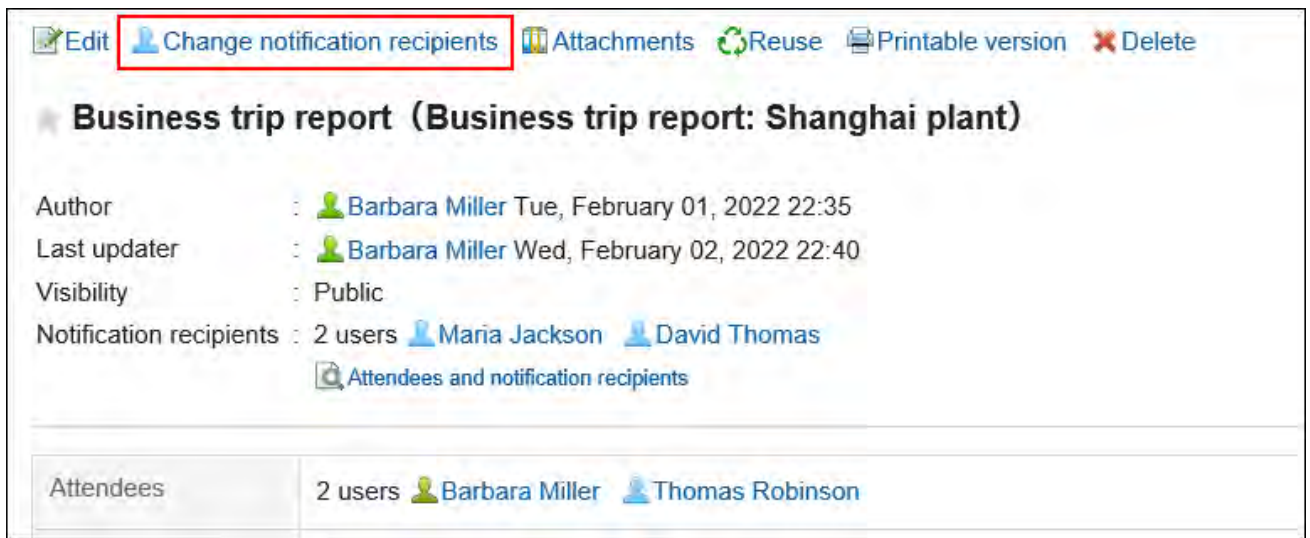 Edit Change notification recipients Attachments Reuse Printable version Delete
Business trip report（Business trip report: Shanghai plant）
Author : Barbara Miller Tue, February 01, 2022 22:35
Last updater : Barbara Miller Wed, February 02, 2022 22:40
Visibility : Public
Notification recipients : 2 users Maria Jackson David Thomas
Attendees and notification recipients
Attendees 2 users Barbara Miller Thomas Robinson